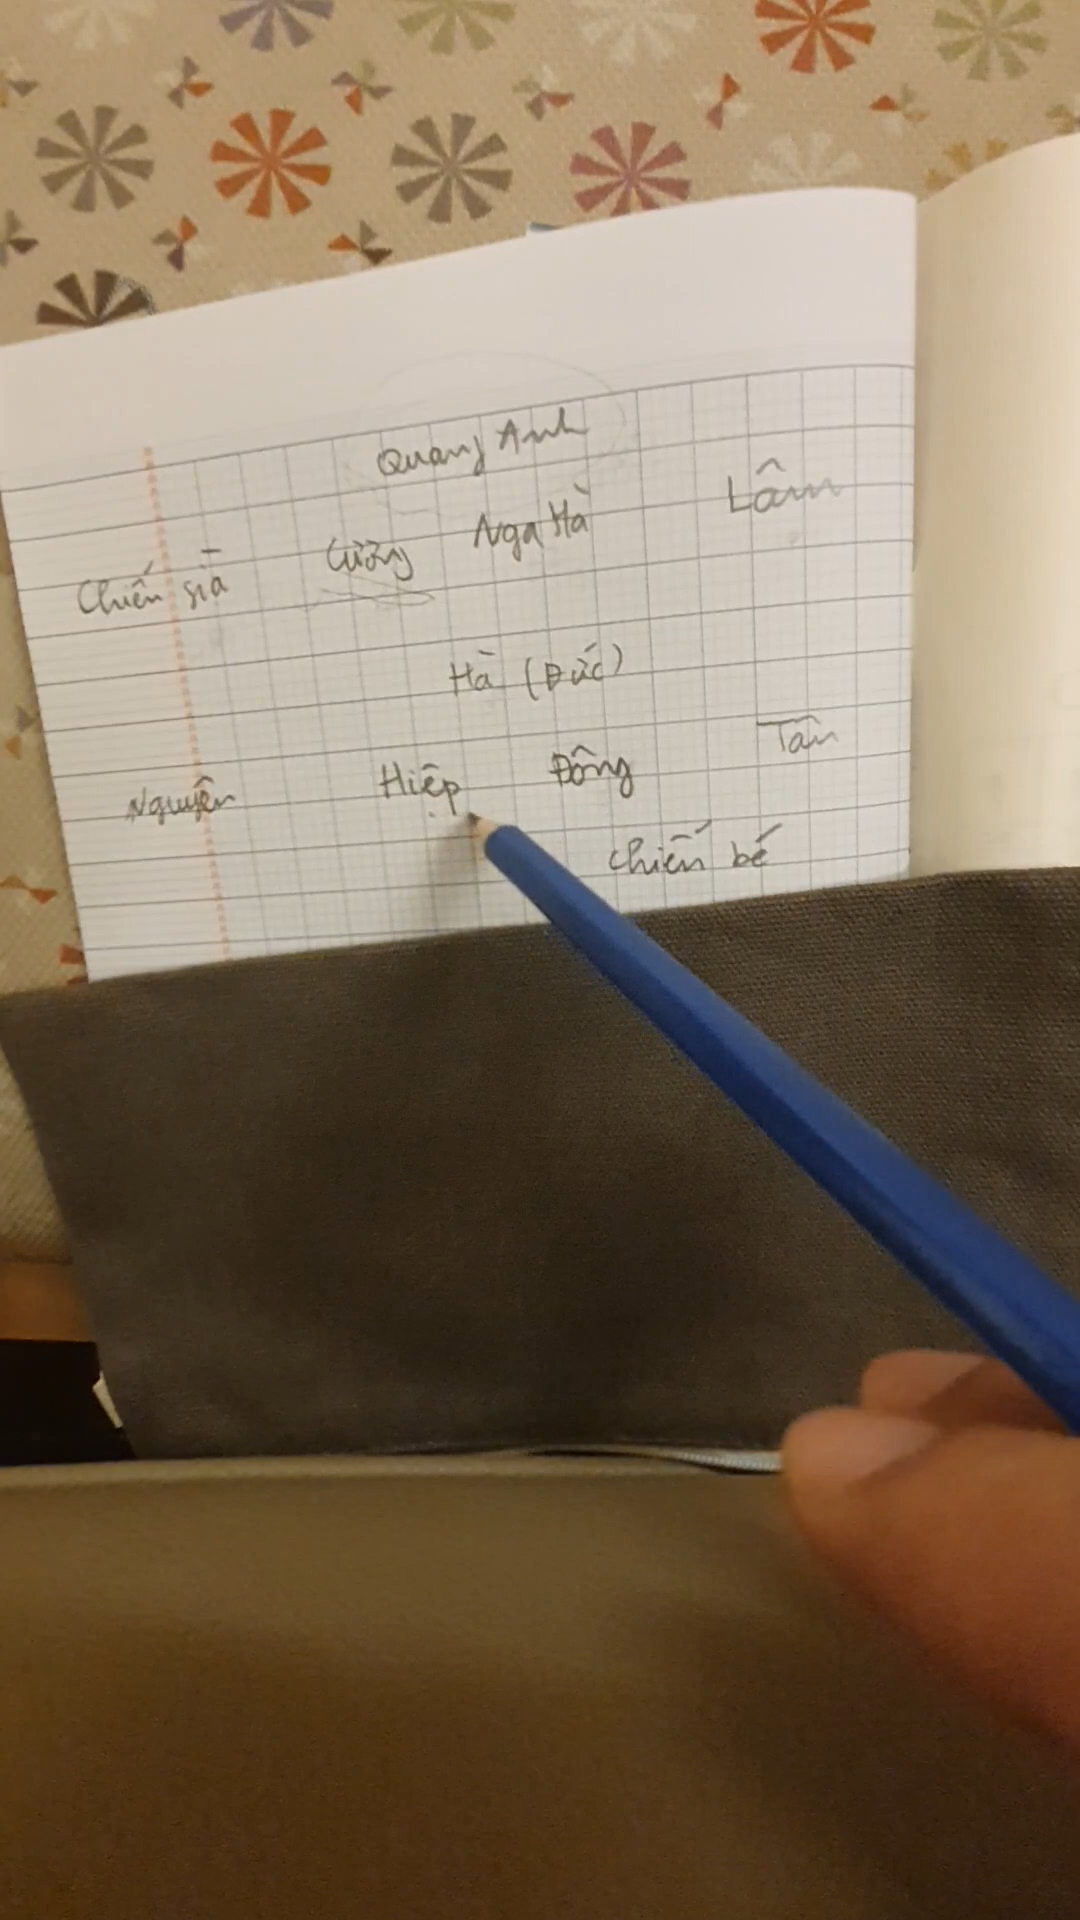 Quang Anh
Chiến già Cường Nga Hà Lâm
Hà (Đức)
Nguyên Hiệp Đông Tân
Chiến bé